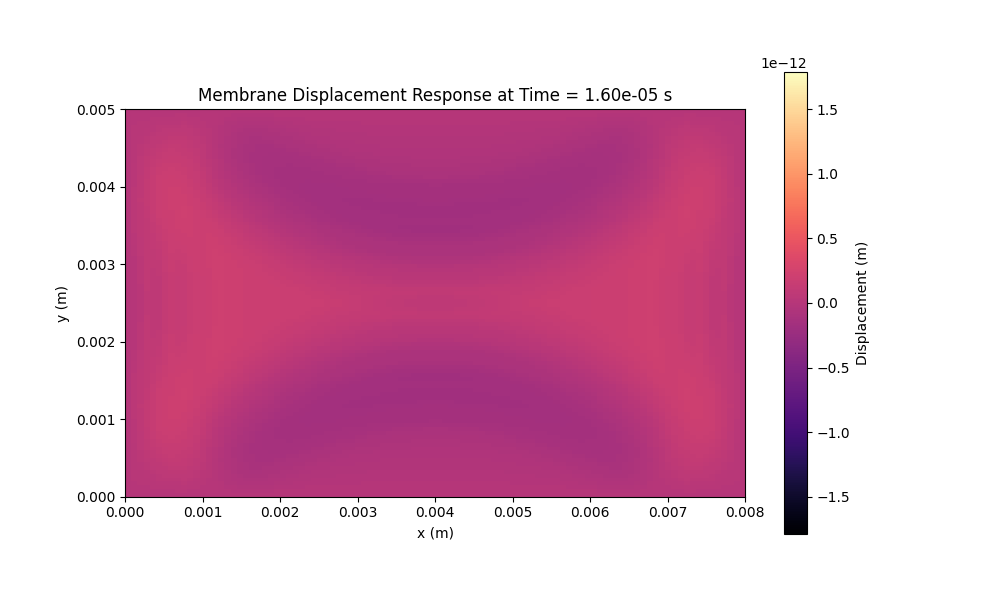 1e−12
Membrane Displacement Response at Time = 1.60e-05 s
0.005
0.004
0.003
0.002
0.001
0.000
y (m)
0.000 0.001 0.002 0.003 0.004 0.005 0.006 0.007 0.008
x (m)
1.5
1.0
0.5
0.0
−0.5
−1.0
−1.5
Displacement (m)